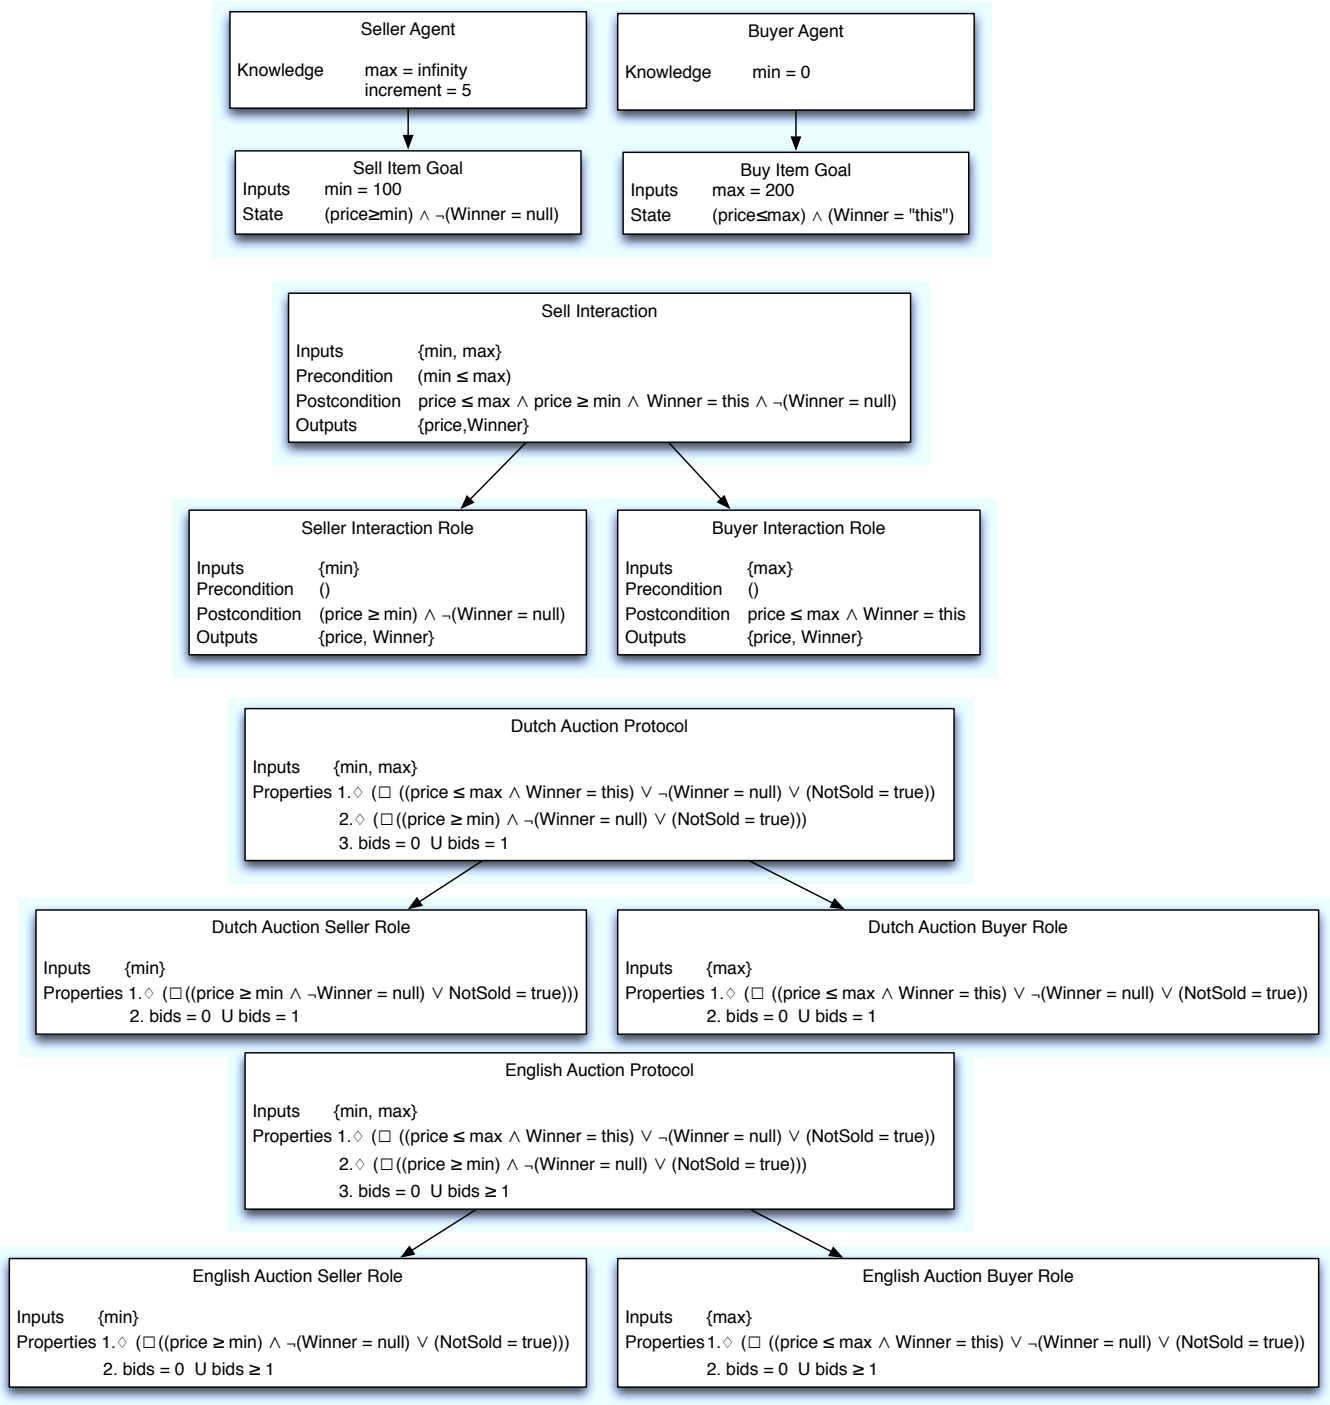 Seller Agent
Knowledge max = infinity
increment = 5
Buyer Agent
Knowledge min = 0
Sell Item Goal
Inputs min = 100
State (price≥min) ∧ ¬(Winner = null)
Buy Item Goal
Inputs max = 200
State (price≤max) ∧ (Winner = "this")
Sell Interaction
Inputs {min, max}
Precondition (min ≤ max)
Postcondition price ≤ max ∧ price ≥ min ∧ Winner = this ∧ ¬(Winner = null)
Outputs {price,Winner}
Seller Interaction Role
Inputs {min}
Precondition ()
Postcondition (price ≥ min) ∧ ¬(Winner = null)
Outputs {price, Winner}
Buyer Interaction Role
Inputs {max}
Precondition ()
Postcondition price ≤ max ∧ Winner = this
Outputs {price, Winner}
Dutch Auction Protocol
Inputs {min, max}
Properties 1.◇ (□ ((price ≤ max ∧ Winner = this) ∨ ¬(Winner = null) ∨ (NotSold = true))
2.◇ (□((price ≥ min) ∧ ¬(Winner = null) ∨ (NotSold = true)))
3. bids = 0 U bids = 1
Dutch Auction Seller Role
Inputs {min}
Properties 1.◇ (□((price ≥ min ∧ ¬Winner = null) ∨ NotSold = true)))
2. bids = 0 U bids = 1
Dutch Auction Buyer Role
Inputs {max}
Properties 1.◇ (□ ((price ≤ max ∧ Winner = this) ∨ ¬(Winner = null) ∨ (NotSold = true))
2. bids = 0 U bids = 1
English Auction Protocol
Inputs {min, max}
Properties 1.◇ (□ ((price ≤ max ∧ Winner = this) ∨ ¬(Winner = null) ∨ (NotSold = true))
2.◇ (□((price ≥ min) ∧ ¬(Winner = null) ∨ (NotSold = true)))
3. bids = 0 U bids ≥ 1
English Auction Seller Role
Inputs {min}
Properties 1.◇ (□((price ≥ min) ∧ ¬(Winner = null) ∨ (NotSold = true)))
2. bids = 0 U bids ≥ 1
English Auction Buyer Role
Inputs {max}
Properties 1.◇ (□ ((price ≤ max ∧ Winner = this) ∨ ¬(Winner = null) ∨ (NotSold = true))
2. bids = 0 U bids ≥ 1